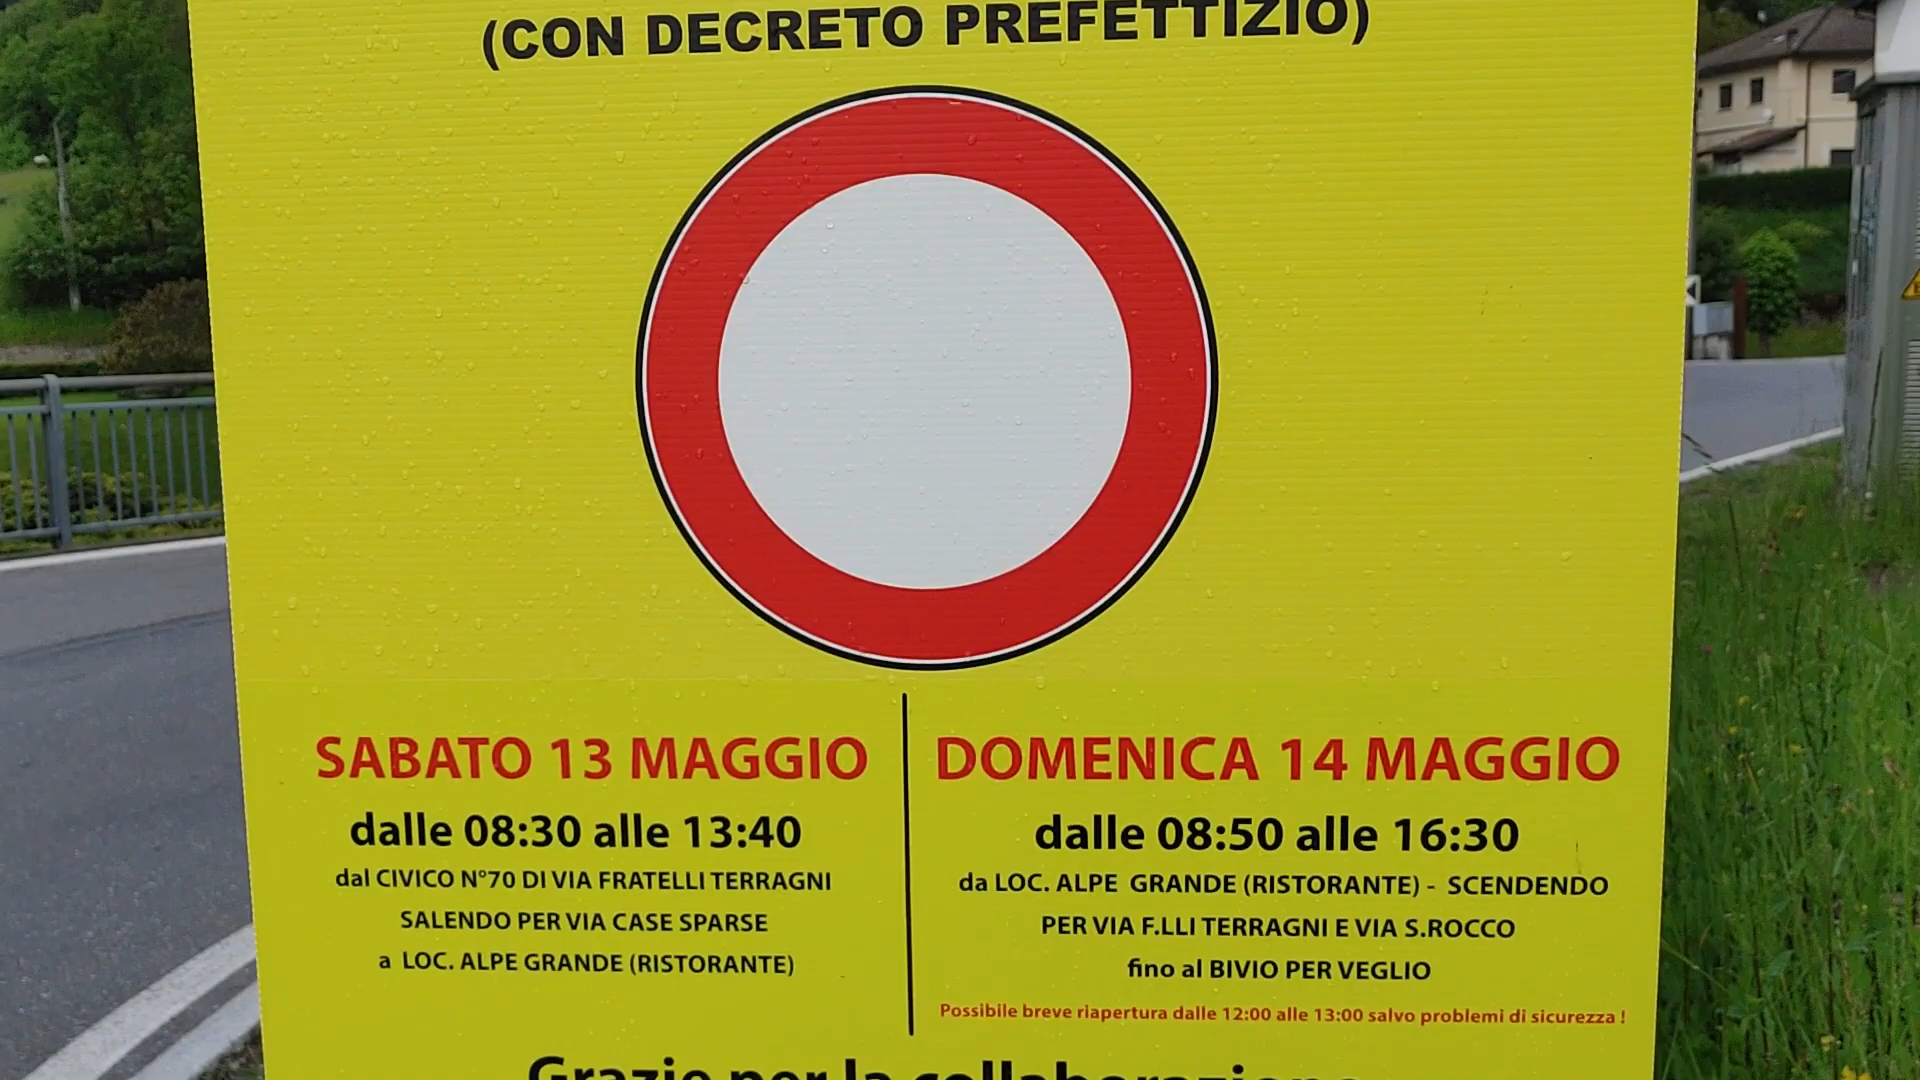 (CON DECRETO PREFETTIZIO)
SABATO 13 MAGGIO
dalle 08:30 alle 13:40
dal CIVICO N°70 DI VIA FRATELLI TERRAGNI
SALENDO PER VIA CASE SPARSE
a LOC. ALPE GRANDE (RISTORANTE)
DOMENICA 14 MAGGIO
dalle 08:50 alle 16:30
da LOC. ALPE GRANDE (RISTORANTE) - SCENDENDO
PER VIA F.LLI TERRAGNI E VIA S.ROCCO
fino al BIVIO PER VEGLIO
Possibile breve riapertura dalle 12:00 alle 13:00 salvo problemi di sicurezza !
Grazie per la collaborazione